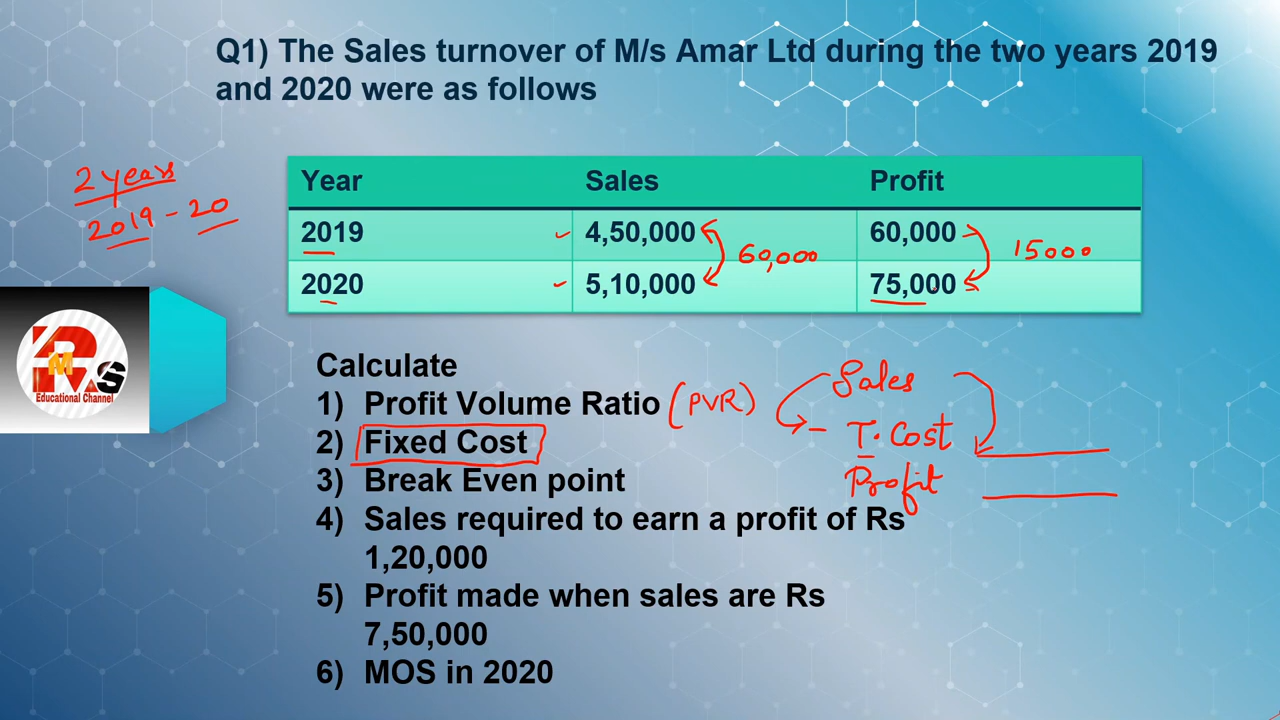 Q1) The Sales turnover of M/s Amar Ltd during the two years 2019
and 2020 were as follows
2 years
2019 - 20
Year Sales Profit
2019 4,50,000 60,000
60,000 15000
2020 5,10,000 75,000
RMS
Educational Channel
Calculate
1) Profit Volume Ratio (PVR)
2) Fixed Cost
3) Break Even point
4) Sales required to earn a profit of Rs
1,20,000
5) Profit made when sales are Rs
7,50,000
6) MOS in 2020
Sales
- T. Cost
Profit